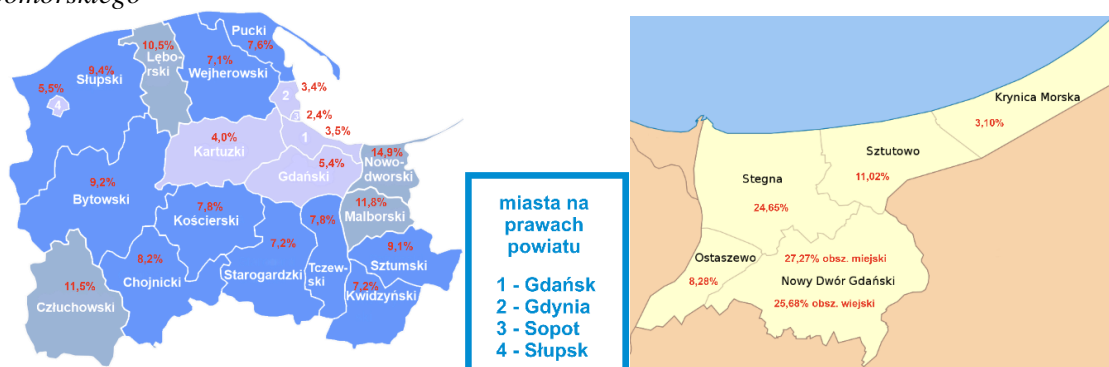 omorskiego
Pucki
7,6%
10,5%
Lębo-
rski
7,1%
Wejherowski
9,4%
Słupski
5,5%
4
3,4%
2
2,4%
3
3,5%
1
4,0%
Kartuzki
5,4%
Gdański
14,9%
Nowo-
dworski
9,2%
Bytowski
7,8%
Kościerski
11,8%
Malborski
7,8%
Tczew-
ski
7,2%
Starogardzki
9,1%
Sztumski
8,2%
Chojnicki
7,2%
Kwidzyński
11,5%
Człuchowski
miasta na
prawach
powiatu
1 - Gdańsk
2 - Gdynia
3 - Sopot
4 - Słupsk
Krynica Morska
3,10%
Sztutowo
11,02%
Stegna
24,65%
Ostaszewo
8,28%
27,27% obsz. miejski
Nowy Dwór Gdański
25,68% obsz. wiejski